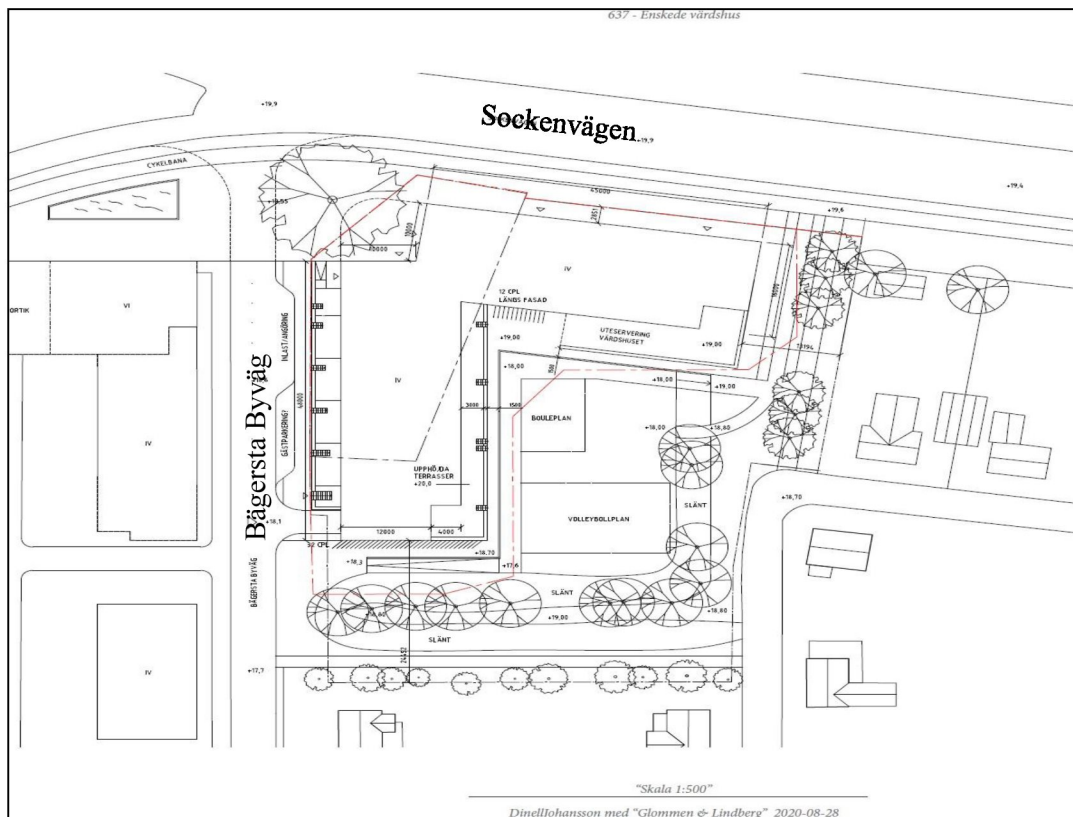 637 - Enskede värdshus
+19,9
Sockenvägen
+19,9
CYKELBANA
+19,4
45000
+19,55
+19,6
2851
10000
IV
12 CPL
LÄNGS FASAD
ORTIK
VI
INLAST/ANGÖRING
+19,00
UTESERVERING
VÄRDSHUSET
+19,00
+18,00
+18,00
+19,00
Bägersta Byväg
41000
IV
3000
1500
BOULEPLAN
+18,00
+18,80
IV
GÄSTPARKERING?
UPPHÖJDA
TERRASSER
+20,0
+18,70
VOLLEYBOLLPLAN
SLÄNT
+18,1
12000
4000
32 CPL
+18,70
+18,3
+17,6
BÄGERSTA BYVÄG
SLÄNT
+18,80
+19,00
SLÄNT
+17,7
24452
IV
"Skala 1:500"
DinellJohansson med "Glommen & Lindberg" 2020-08-28